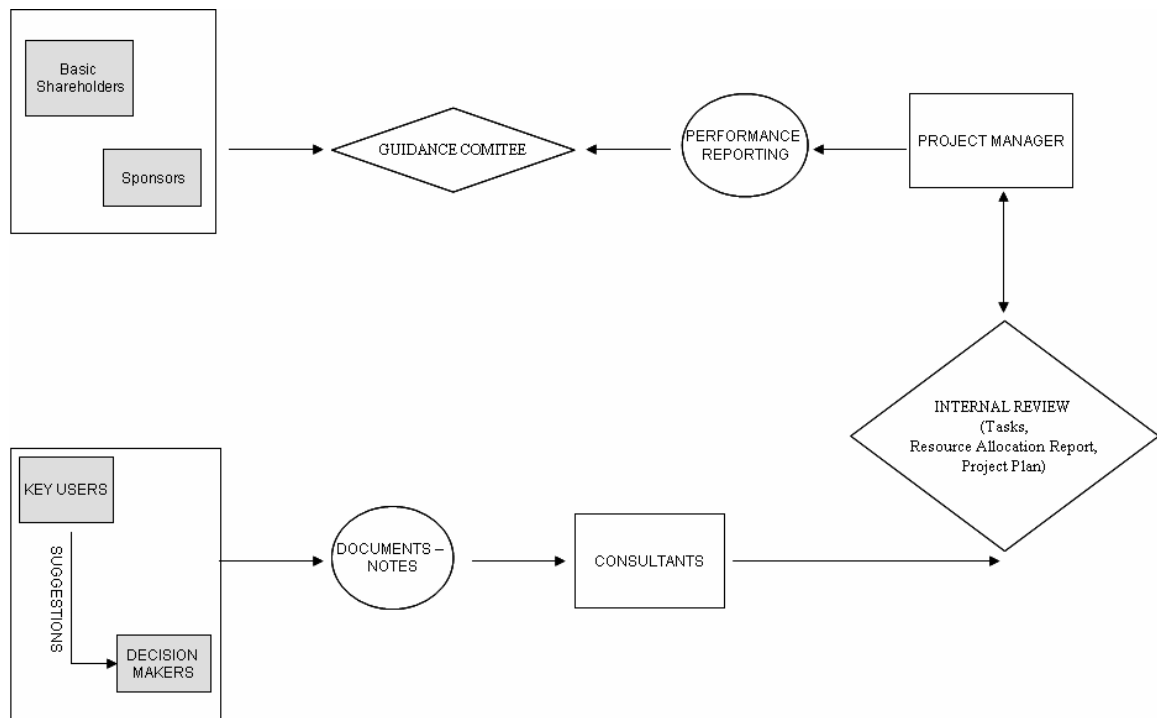 Basic
Shareholders
Sponsors
GUIDANCE COMITEE
PERFORMANCE
REPORTING
PROJECT MANAGER
INTERNAL REVIEW
(Tasks,
Resource Allocation Report,
Project Plan)
KEY USERS
SUGGESTIONS
DECISION
MAKERS
DOCUMENTS –
NOTES
CONSULTANTS